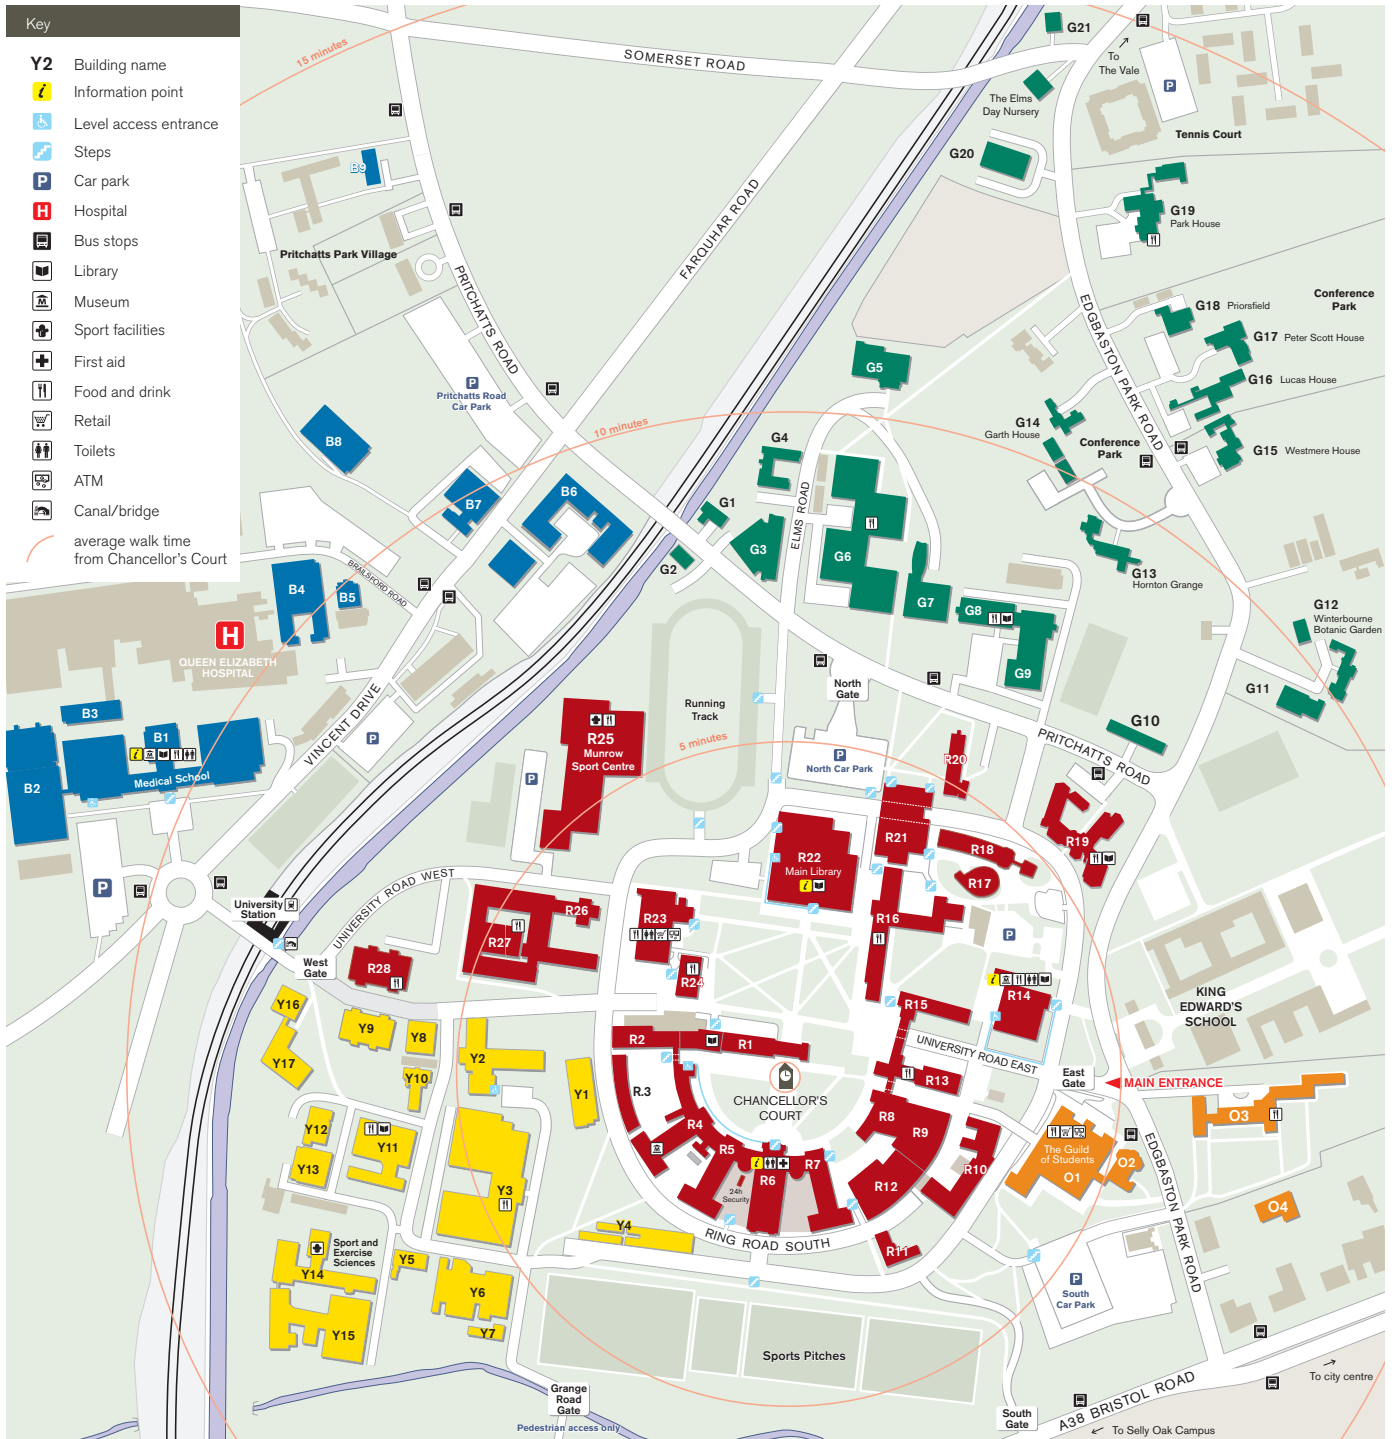 Key
Y2 Building name
i Information point
Level access entrance
Steps
P Car park
H Hospital
Bus stops
Library
Museum
Sport facilities
First aid
Food and drink
Retail
Toilets
ATM
Canal/bridge
average walk time
from Chancellor's Court
15 minutes
SOMERSET ROAD
G21
To
The Vale
P
The Elms
Day Nursery
Tennis Court
G20
B9
FARQUHAR ROAD
G19
Park House
Pritchatts Park Village
PRITCHATTS ROAD
EDGBASTON PARK ROAD
Conference
Park
G18 Priorsfield
G17 Peter Scott House
G16 Lucas House
G5
P
Pritchatts Road
Car Park
10 minutes
G14
Garth House
Conference
Park
G15 Westmere House
B8
G4
B7
B6
G1
ELMS ROAD
G3
G6
G2
G13
Hornton Grange
BRAILSFORD ROAD
B4
B5
G7
G8
G12
Winterbourne
Botanic Garden
H
QUEEN ELIZABETH
HOSPITAL
G9
North
Gate
G11
B3
VINCENT DRIVE
Running
Track
G10
B1
i
P
R25
Munrow
Sport Centre
5 minutes
PRITCHATTS ROAD
Medical School
P
North Car Park
R20
B2
P
R21
R19
R18
R22
Main Library
i
R17
P
UNIVERSITY ROAD WEST
University
Station
R26
R23
R16
R27
P
West
Gate
R28
R24
i
R14
KING
EDWARD'S
SCHOOL
Y16
R15
Y9
Y8
R2
R1
UNIVERSITY ROAD EAST
Y2
Y17
East
Gate
MAIN ENTRANCE
Y10
R.3
R13
Y1
CHANCELLOR'S
COURT
O3
Y12
R4
R8
R9
EDGBASTON PARK ROAD
Y11
R5
The Guild
of Students
Y13
i
R7
R10
O2
R6
O1
Y3
24h
Security
R12
O4
Y4
RING ROAD SOUTH
Sport and
Exercise
Sciences
R11
Y5
Y14
P
South
Car Park
Y6
Y7
Y15
Sports Pitches
Grange
Road
Gate
To city centre
A38 BRISTOL ROAD
South
Gate
Pedestrian access only
To Selly Oak Campus